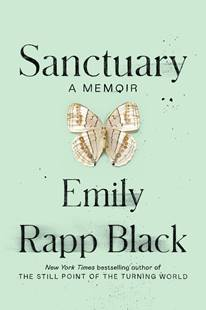 Sanctuary
A MEMOIR
Emily
Rapp Black
New York Times bestselling author of
THE STILL POINT OF THE TURNING WORLD